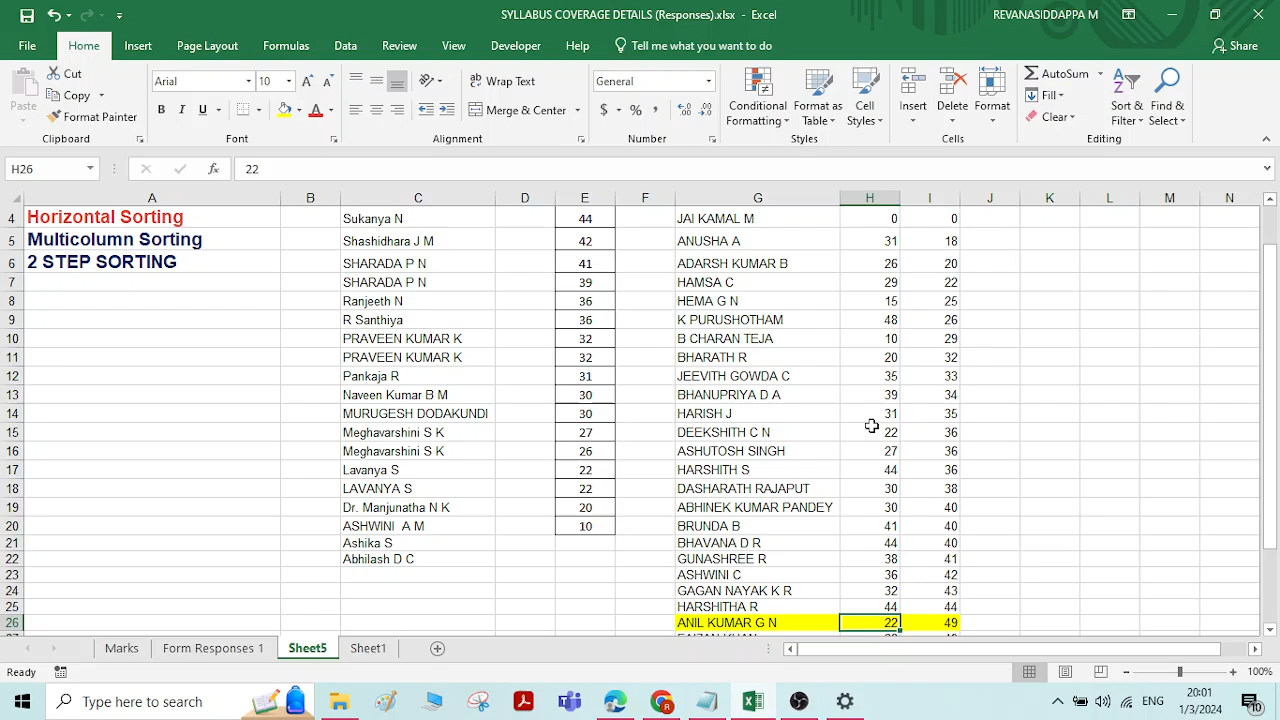 SYLLABUS COVERAGE DETAILS (Responses).xlsx - Excel
REVANASIDDAPPA M
File Home Insert Page Layout Formulas Data Review View Developer Help Tell me what you want to do Share
Paste
Cut
Copy
Format Painter
Clipboard
Arial 10
B I U
Font
Wrap Text
Merge & Center
Alignment
General
$ % ,
Number
Conditional Formatting
Format as Table
Cell Styles
Styles
Insert
Delete
Format
Cells
AutoSum
Fill
Clear
Sort & Filter
Find & Select
Editing
H26 fx 22
A B C D E F G H I J K L M N
4 Horizontal Sorting Sukanya N 44 JAI KAMAL M 0 0
5 Multicolumn Sorting Shashidhara J M 42 ANUSHA A 31 18
6 2 STEP SORTING SHARADA P N 41 ADARSH KUMAR B 26 20
7 SHARADA P N 39 HAMSA C 29 22
8 Ranjeeth N 36 HEMA G N 15 25
9 R Santhiya 36 K PURUSHOTHAM 48 26
10 PRAVEEN KUMAR K 32 B CHARAN TEJA 10 29
11 PRAVEEN KUMAR K 32 BHARATH R 20 32
12 Pankaja R 31 JEEVITH GOWDA C 35 33
13 Naveen Kumar B M 30 BHANUPRIYA D A 39 34
14 MURUGESH DODAKUNDI 30 HARISH J 31 35
15 Meghavarshini S K 27 DEEKSHITH C N 22 36
16 Meghavarshini S K 26 ASHUTOSH SINGH 27 36
17 Lavanya S 22 HARSHITH S 44 36
18 LAVANYA S 22 DASHARATH RAJAPUT 30 38
19 Dr. Manjunatha N K 20 ABHINEK KUMAR PANDEY 30 40
20 ASHWINI A M 10 BRUNDA B 41 40
21 Ashika S BHAVANA D R 44 40
22 Abhilash D C GUNASHREE R 38 41
23 ASHWINI C 36 42
24 GAGAN NAYAK K R 32 43
25 HARSHITHA R 44 44
26 ANIL KUMAR G N 22 49
Marks Form Responses 1 Sheet5 Sheet1
Ready 100%
Type here to search
ENG
20:01
1/3/2024
10